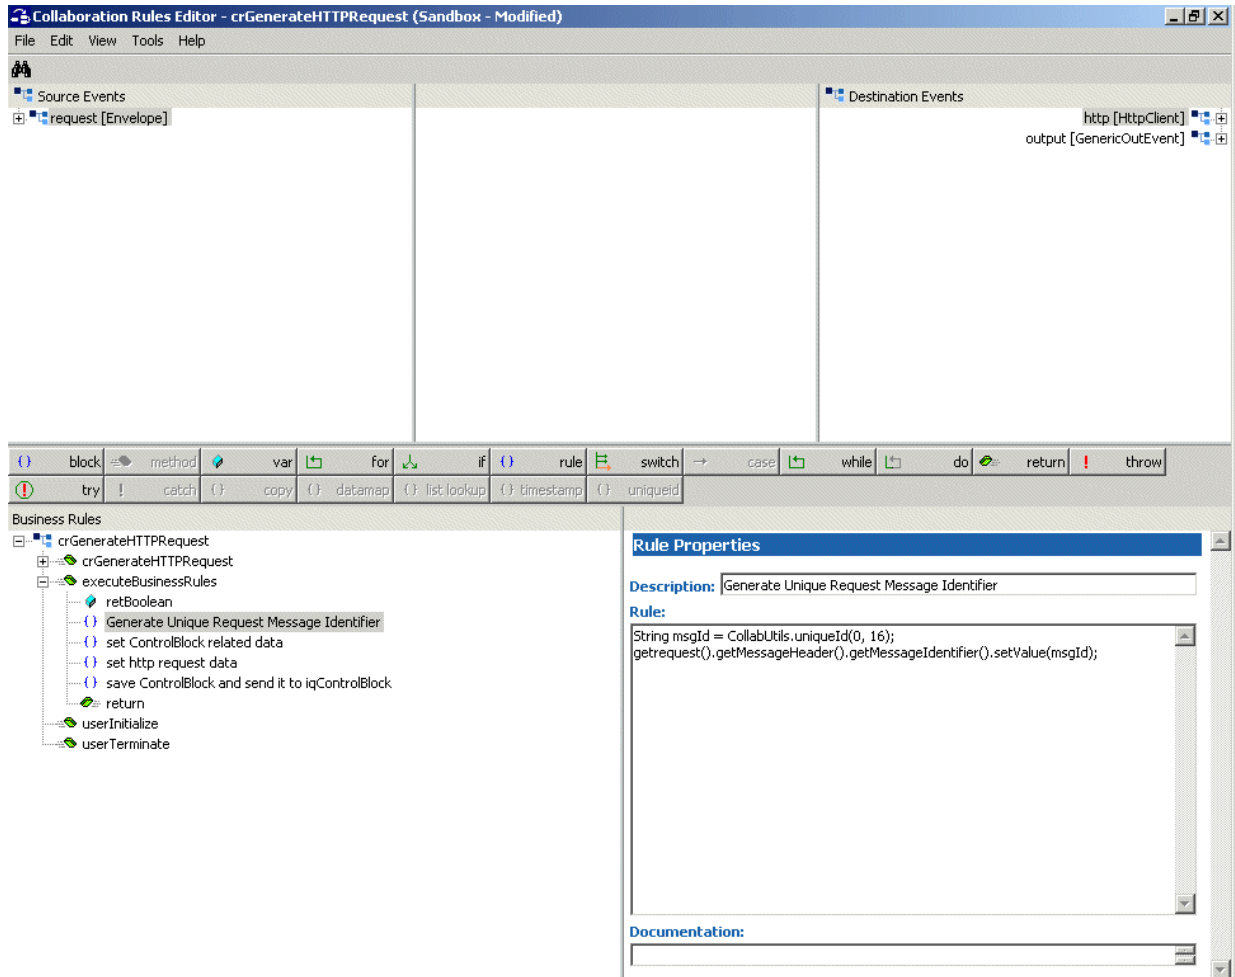 Collaboration Rules Editor - crGenerateHTTPRequest (Sandbox - Modified)
File Edit View Tools Help
Source Events
Destination Events
request [Envelope]
http [HttpClient]
output [GenericOutEvent]
{} block method var for if {} rule switch case while do return ! throw
try ! catch {} copy {} datamap {} list lookup {} timestamp {} uniqueid
Business Rules
crGenerateHTTPRequest
crGenerateHTTPRequest
executeBusinessRules
retBoolean
{} Generate Unique Request Message Identifier
{} set ControlBlock related data
{} set http request data
{} save ControlBlock and send it to iqControlBlock
return
userInitialize
userTerminate
Rule Properties
Description: Generate Unique Request Message Identifier
Rule:
String msgId = CollabUtils.uniqueId(0, 16);
getrequest().getMessageHeader().getMessageIdentifier().setValue(msgId);
Documentation: